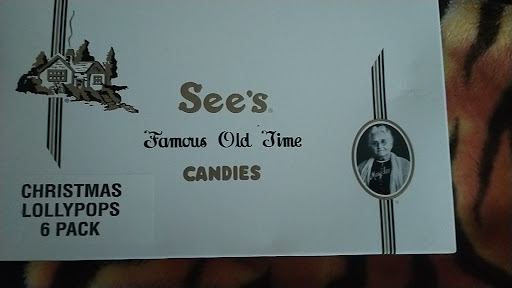 See's
Famous Old Time
CANDIES
CHRISTMAS
LOLLYPOPS
6 PACK